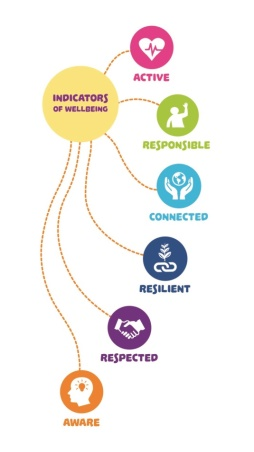 INDICATORS
OF WELLBEING
ACTIVE
RESPONSIBLE
CONNECTED
RESILIENT
RESPECTED
AWARE